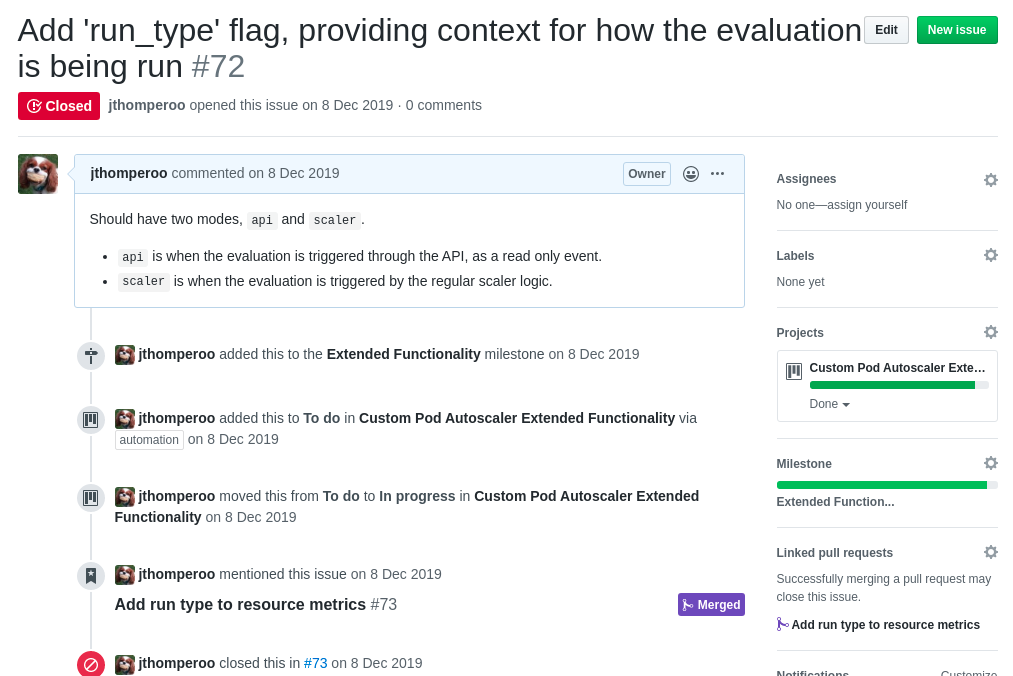 Add 'run_type' flag, providing context for how the evaluation
is being run #72
Edit
New issue
Closed
jthomperoo opened this issue on 8 Dec 2019 · 0 comments
jthomperoo commented on 8 Dec 2019
Owner
Should have two modes, api and scaler.
• api is when the evaluation is triggered through the API, as a read only event.
• scaler is when the evaluation is triggered by the regular scaler logic.
jthomperoo added this to the Extended Functionality milestone on 8 Dec 2019
jthomperoo added this to To do in Custom Pod Autoscaler Extended Functionality via
automation on 8 Dec 2019
jthomperoo moved this from To do to In progress in Custom Pod Autoscaler Extended
Functionality on 8 Dec 2019
jthomperoo mentioned this issue on 8 Dec 2019
Add run type to resource metrics #73
Merged
jthomperoo closed this in #73 on 8 Dec 2019
Assignees
No one—assign yourself
Labels
None yet
Projects
Custom Pod Autoscaler Exte...
Done
Milestone
Extended Function...
Linked pull requests
Successfully merging a pull request may
close this issue.
Add run type to resource metrics
Notifications
Customize